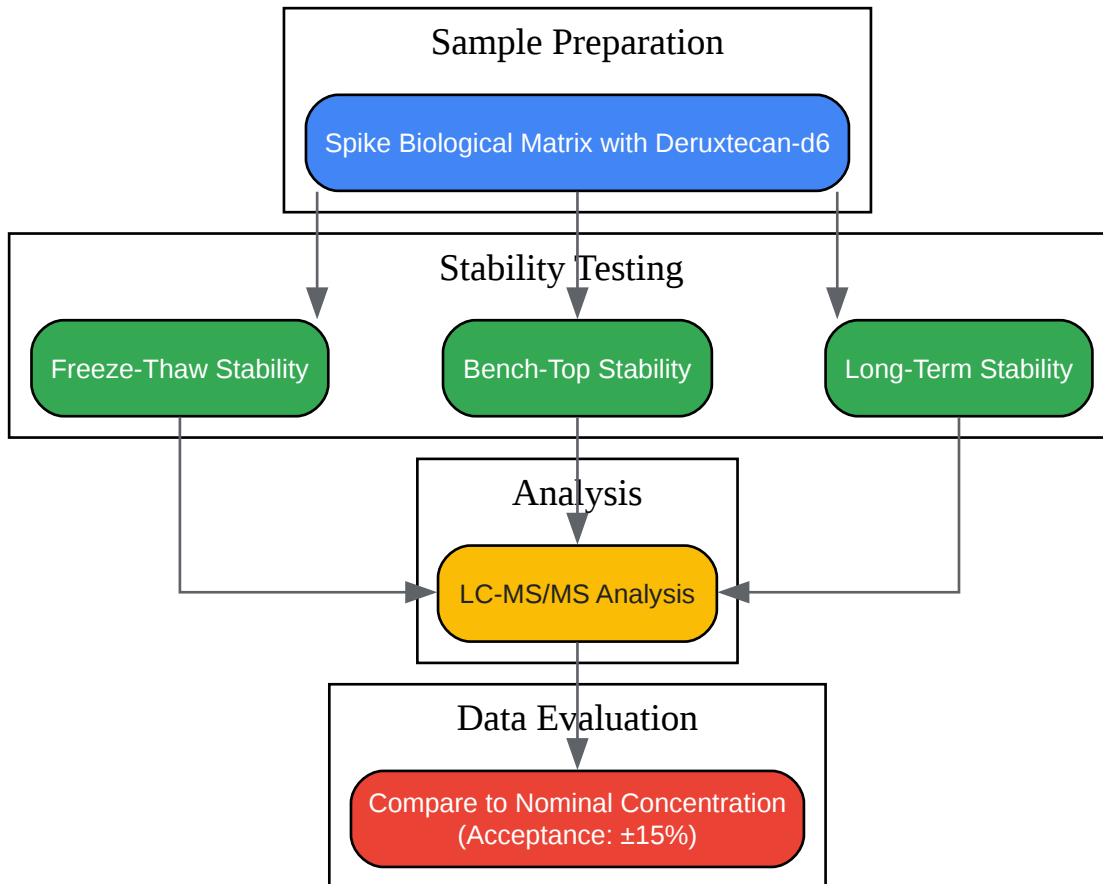 Sample Preparation
Spike Biological Matrix with Deruxtecan-d6
Stability Testing
Freeze-Thaw Stability
Bench-Top Stability
Long-Term Stability
Analysis
LC-MS/MS Analysis
Data Evaluation
Compare to Nominal Concentration
(Acceptance: ±15%)